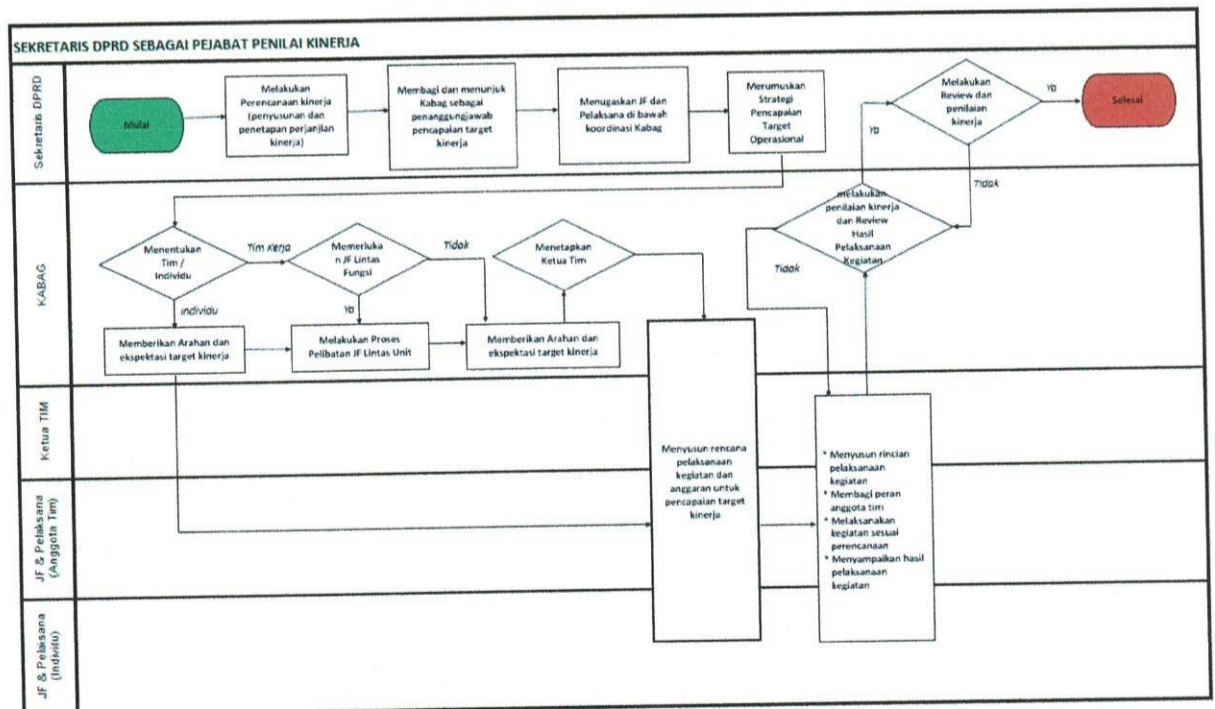 SEKRETARIS DPRD SEBAGAI PEJABAT PENILAI KINERJA
Sekretaris DPRD
Mulai
Melakukan
Perencanaan kinerja
(penyusunan dan
penetapan perjanjian
kinerja)
Membagi dan menunjuk
Kabag sebagai
penanggungjawab
pencapaian target
kinerja
Menugaskan JF dan
Pelaksana di bawah
koordinasi Kabag
Merumuskan
Strategi
Pencapaian
Target
Operasional
Melakukan
Review dan
penilaian
kinerja
Ya
Selesai
Ya
Tidak
KABAG
Menentukan
Tim /
Individu
Tim Kerja
Memerluka
n JF Lintas
Fungsi
Tidak
Menetapkan
Ketua Tim
melakukan
penilaian kinerja
dan Review
Hasil
Pelaksanaan
Kegiatan
Tidak
Individu
Ya
Memberikan Arahan dan
ekspektasi target kinerja
Melakukan Proses
Pelibatan JF Lintas Unit
Memberikan Arahan dan
ekspektasi target kinerja
Ketua TIM
JF & Pelaksana
(Anggota Tim)
JF & Pelaksana
(Individu)
Menyusun rencana
pelaksanaan
kegiatan dan
anggaran untuk
pencapaian target
kinerja
* Menyusun rincian
pelaksanaan
kegiatan
* Membagi peran
anggota tim
* Melaksanakan
kegiatan sesuai
perencanaan
* Menyampaikan hasil
pelaksanaan
kegiatan